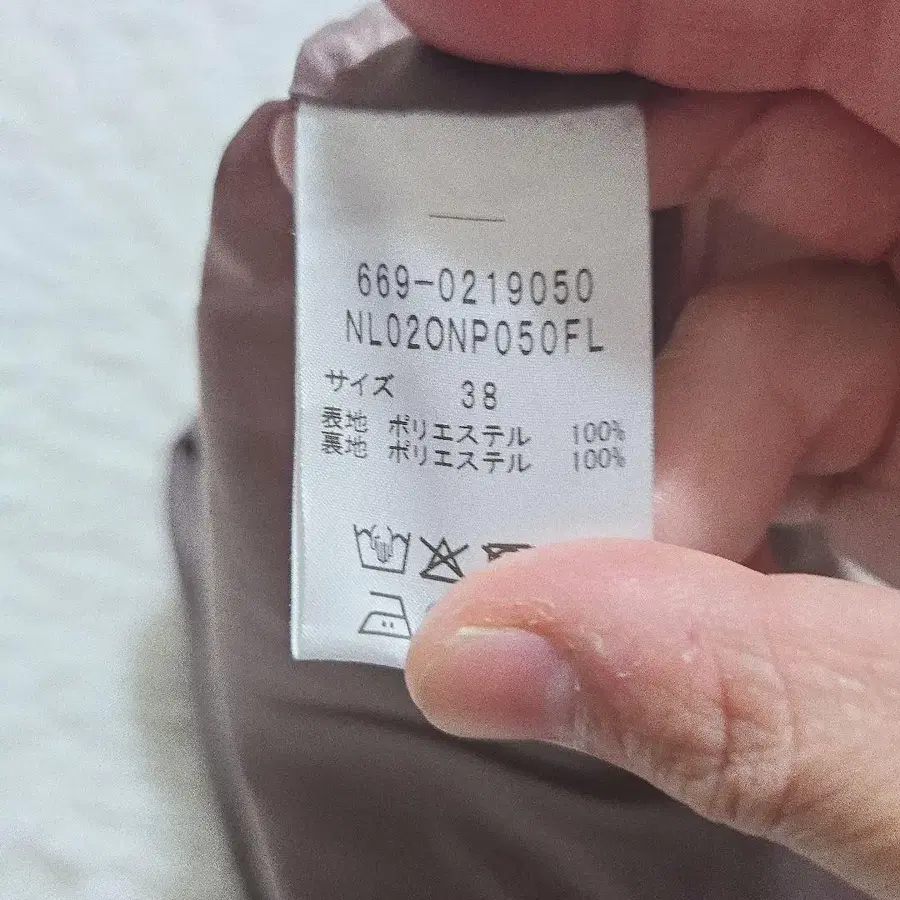 669-0219050
NL02ONP050FL
サイズ 38
表地 ポリエステル 100%
裏地 ポリエステル 100%